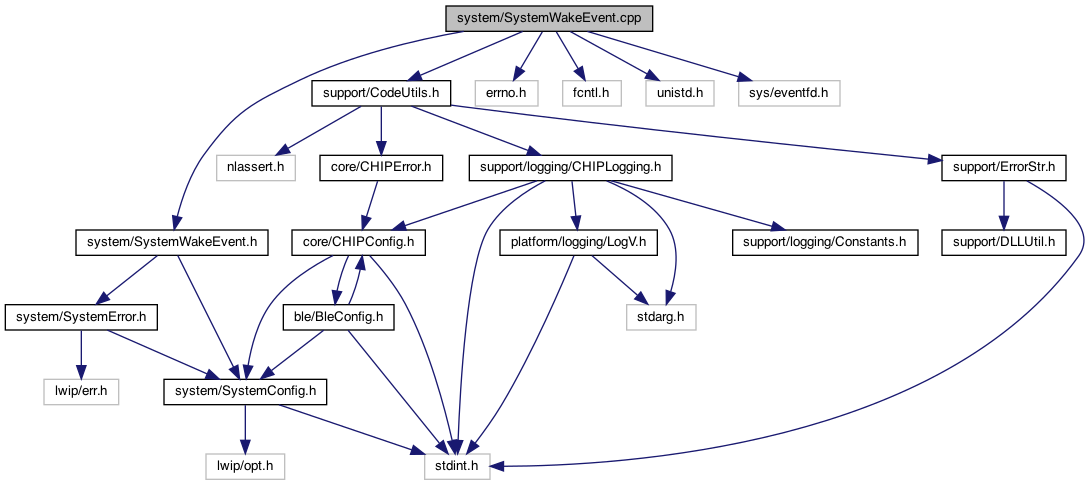 system/SystemWakeEvent.cpp
support/CodeUtils.h
errno.h
fcntl.h
unistd.h
sys/eventfd.h
nlassert.h
core/CHIPError.h
support/logging/CHIPLogging.h
support/ErrorStr.h
system/SystemWakeEvent.h
core/CHIPConfig.h
platform/logging/LogV.h
support/logging/Constants.h
support/DLLUtil.h
system/SystemError.h
ble/BleConfig.h
stdarg.h
lwip/err.h
system/SystemConfig.h
lwip/opt.h
stdint.h